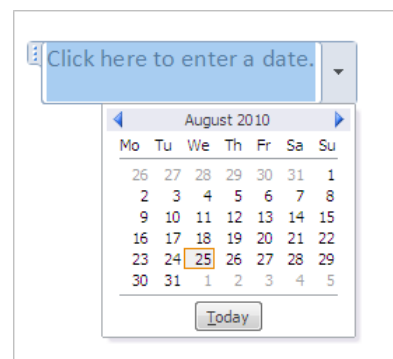 Click here to enter a date.
August 2010
Mo Tu We Th Fr Sa Su
26 27 28 29 30 31 1
2 3 4 5 6 7 8
9 10 11 12 13 14 15
16 17 18 19 20 21 22
23 24 25 26 27 28 29
30 31 1 2 3 4 5
Today